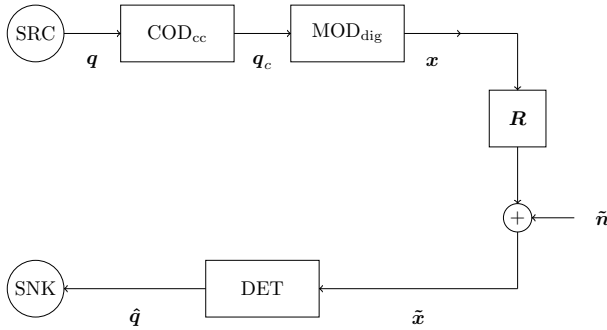 SRC
COD_cc
MOD_dig
q
q_c
x
R
+
ñ
SNK
DET
q̂
x̃